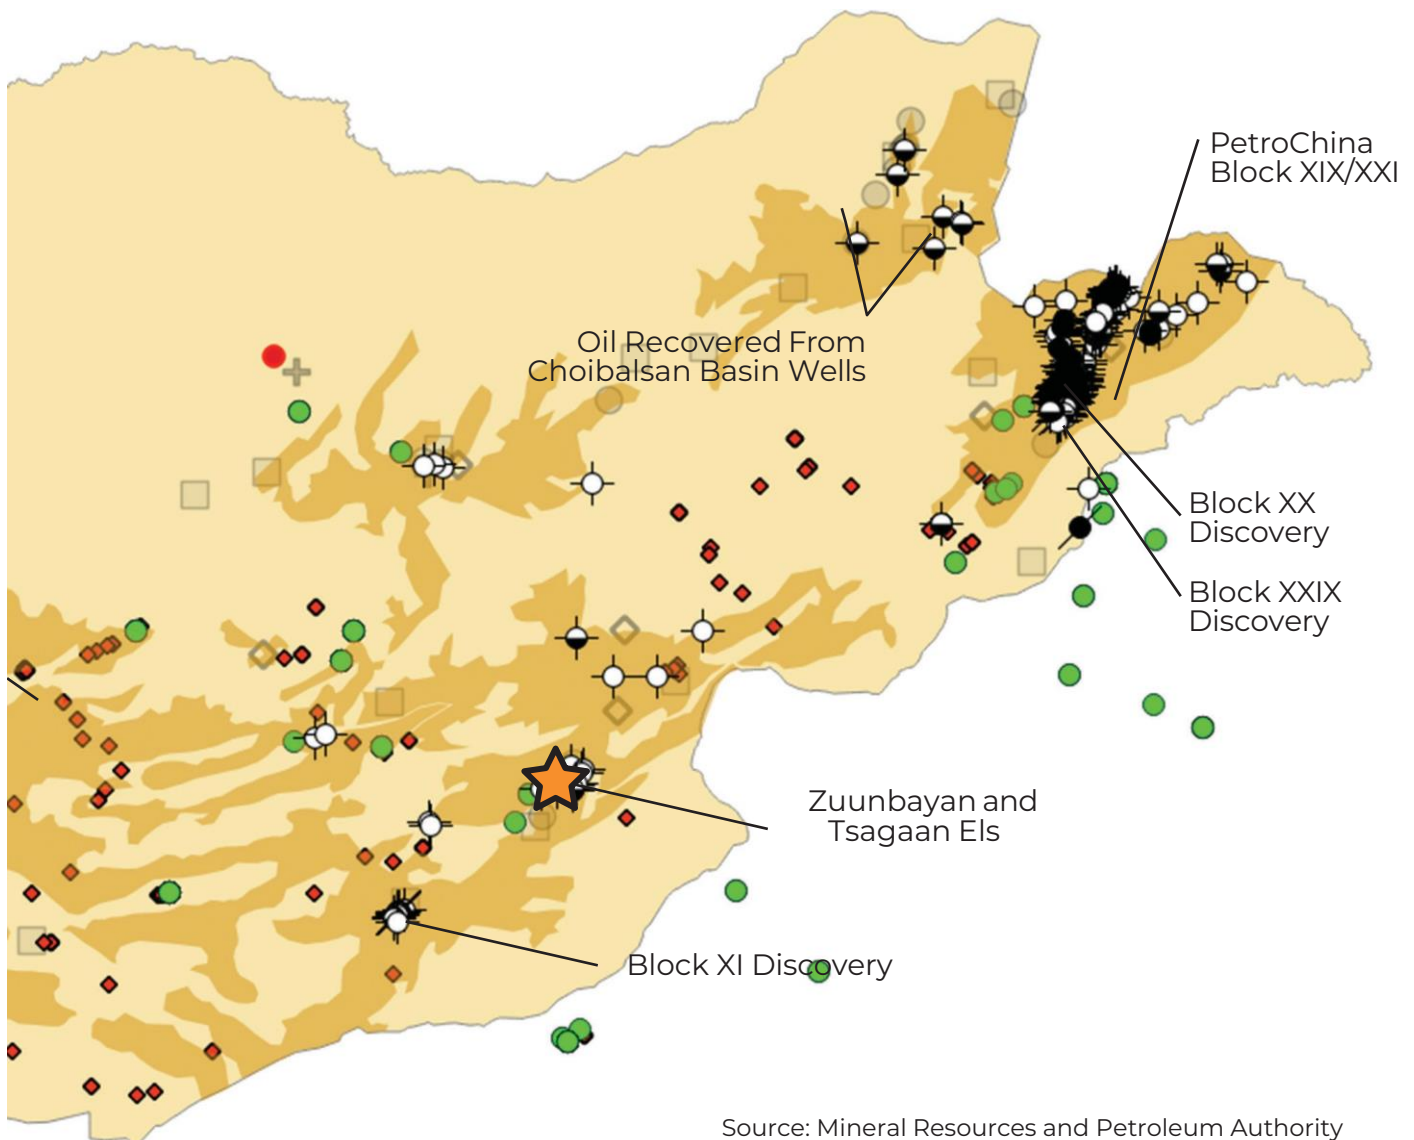 PetroChina
Block XIX/XXI
Oil Recovered From
Choibalsan Basin Wells
Block XX
Discovery
Block XXIX
Discovery
Zuunbayan and
Tsagaan Els
Block XI Discovery
Source: Mineral Resources and Petroleum Authority